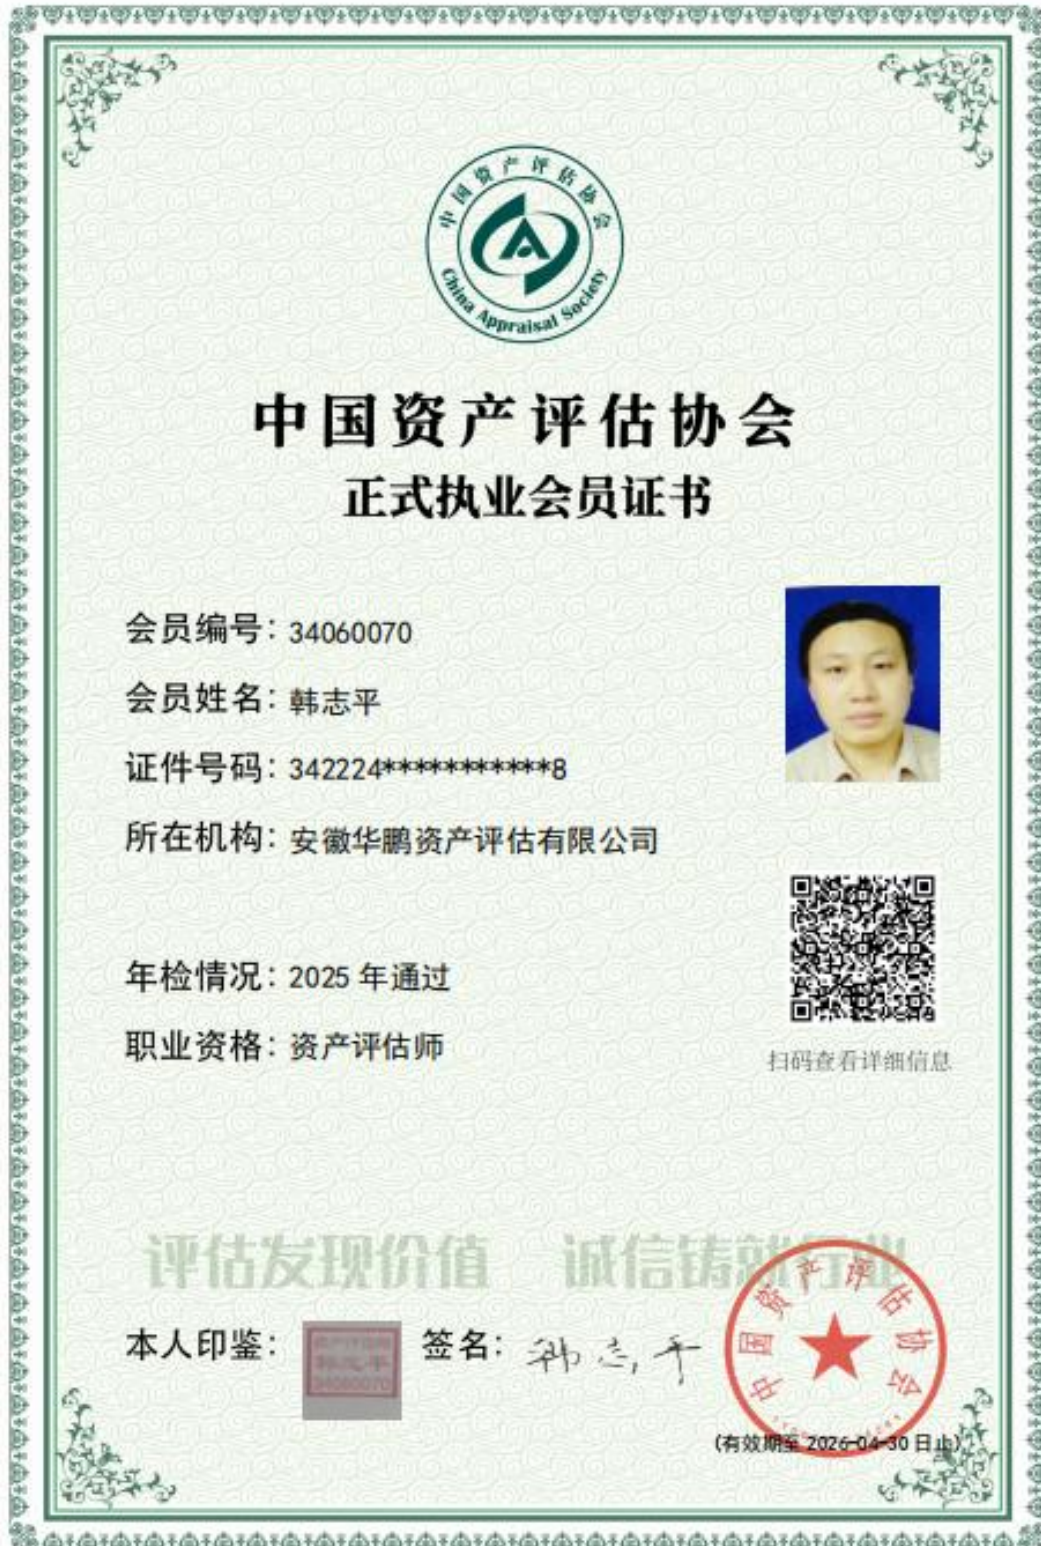 中国资产评估协会
China Appraisal Society
中国资产评估协会
正式执业会员证书
会员编号：34060070
会员姓名：韩志平
证件号码：342224***********8
所在机构：安徽华鹏资产评估有限公司
年检情况：2025 年通过
职业资格：资产评估师
扫码查看详细信息
评估发现价值 诚信铸就行业
本人印鉴：
资产评估师
韩志平
34060070
签名：韩志平
中国资产评估协会
(有效期至 2026-04-30 日止)